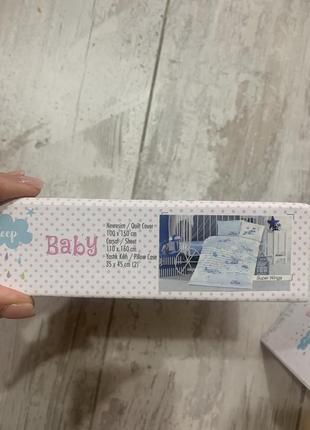 eep
Baby
Nevresim / Quilt Cover :
100 x 150 cm
Çarşaf / Sheet
110 x 160 cm
Yastık Kılıfı / Pillow Case
35 x 45 cm (2)
Super Wings